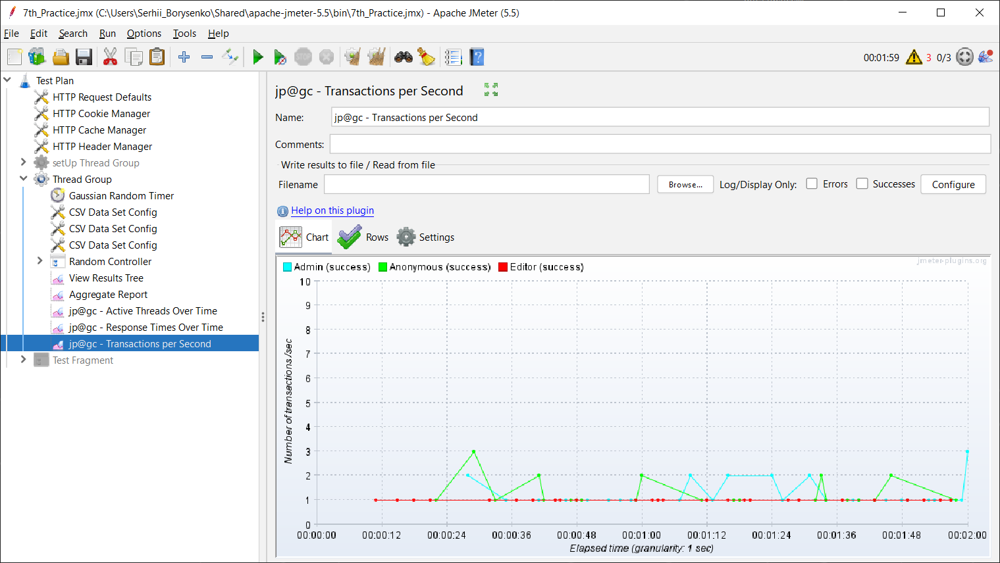 7th_Practice.jmx (C:\Users\Serhii_Borysenko\Shared\apache-jmeter-5.5\bin\7th_Practice.jmx) - Apache JMeter (5.5)
File Edit Search Run Options Tools Help
00:01:59 3 0/3
Test Plan
HTTP Request Defaults
HTTP Cookie Manager
HTTP Cache Manager
HTTP Header Manager
setUp Thread Group
Thread Group
Gaussian Random Timer
CSV Data Set Config
CSV Data Set Config
CSV Data Set Config
Random Controller
View Results Tree
Aggregate Report
jp@gc - Active Threads Over Time
jp@gc - Response Times Over Time
jp@gc - Transactions per Second
Test Fragment
jp@gc - Transactions per Second
Name: jp@gc - Transactions per Second
Comments:
Write results to file / Read from file
Filename Browse... Log/Display Only: Errors Successes Configure
Help on this plugin
Chart Rows Settings
jmeter-plugins.org
Admin (success) Anonymous (success) Editor (success)
10
9
8
7
6
5
4
3
2
1
0
Number of transactions /sec
00:00:00 00:00:12 00:00:24 00:00:36 00:00:48 00:01:00 00:01:12 00:01:24 00:01:36 00:01:48 00:02:00
Elapsed time (granularity: 1 sec)